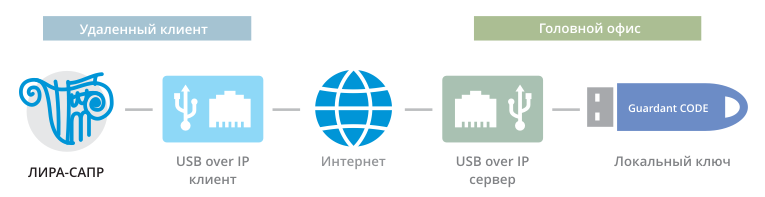 Удаленный клиент
Головной офис
Guardant CODE
ЛИРА-САПР
USB over IP
клиент
Интернет
USB over IP
сервер
Локальный ключ